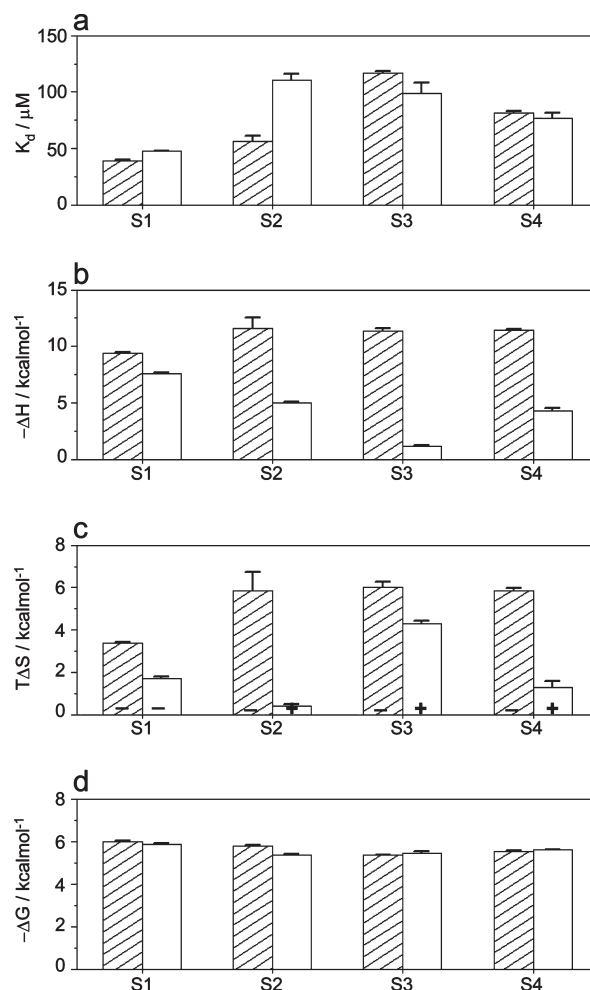 a
150
100
50
0
Kd / μM
S1 S2 S3 S4
b
15
10
5
0
−ΔH / kcalmol⁻¹
S1 S2 S3 S4
c
8
6
4
2
0
TΔS / kcalmol⁻¹
− − − + − + − +
S1 S2 S3 S4
d
8
6
4
2
0
−ΔG / kcalmol⁻¹
S1 S2 S3 S4